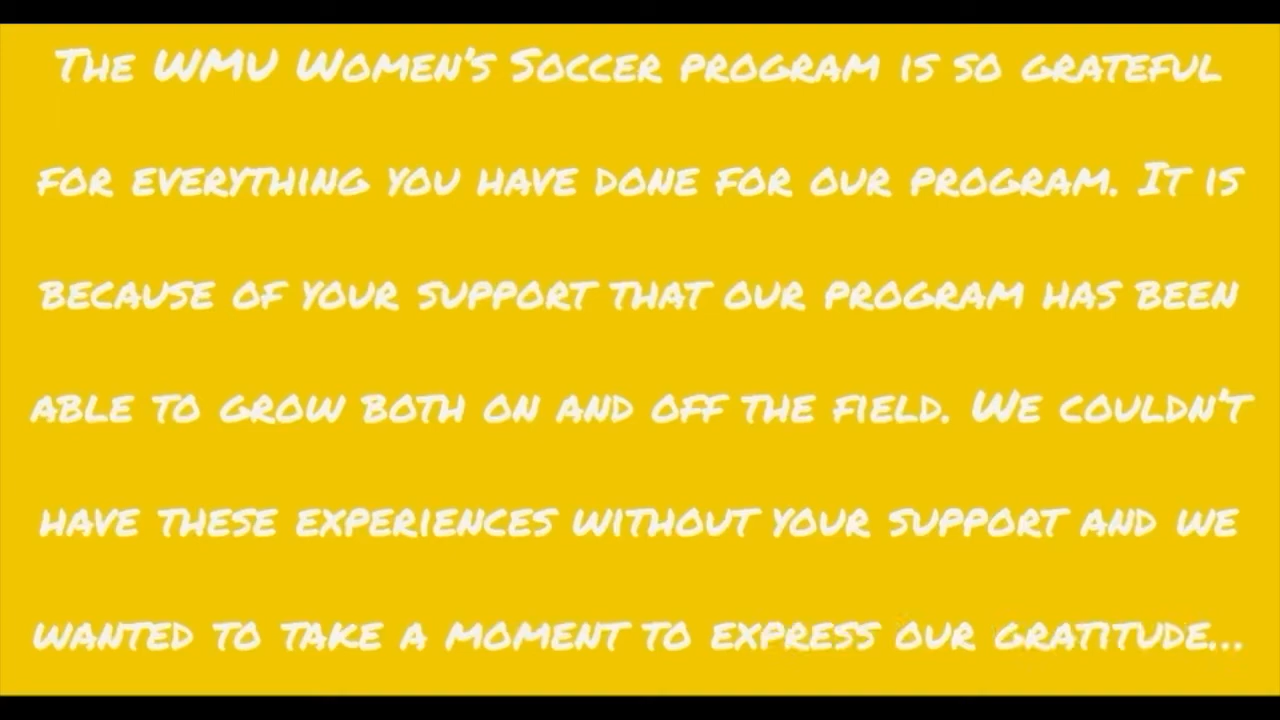 The WMU Women's Soccer program is so grateful
for everything you have done for our program. It is
because of your support that our program has been
able to grow both on and off the field. We couldn't
have these experiences without your support and we
wanted to take a moment to express our gratitude...